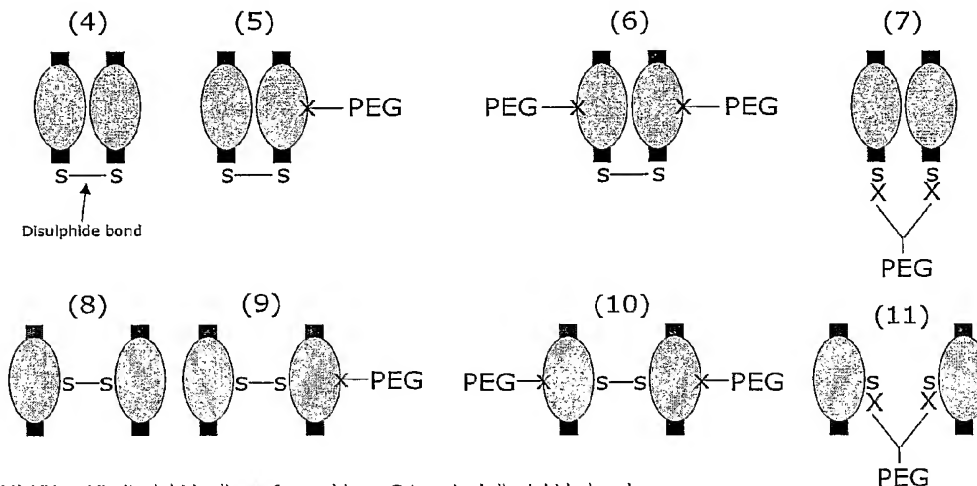 (4) (5) (6) (7)
X—PEG
PEG—X X—PEG
S—S S—S S—S S S
X X
Disulphide bond
PEG
(8) (9) (10) (11)
S—S S—S X—PEG PEG—X S—S X—PEG S S
X X
PEG